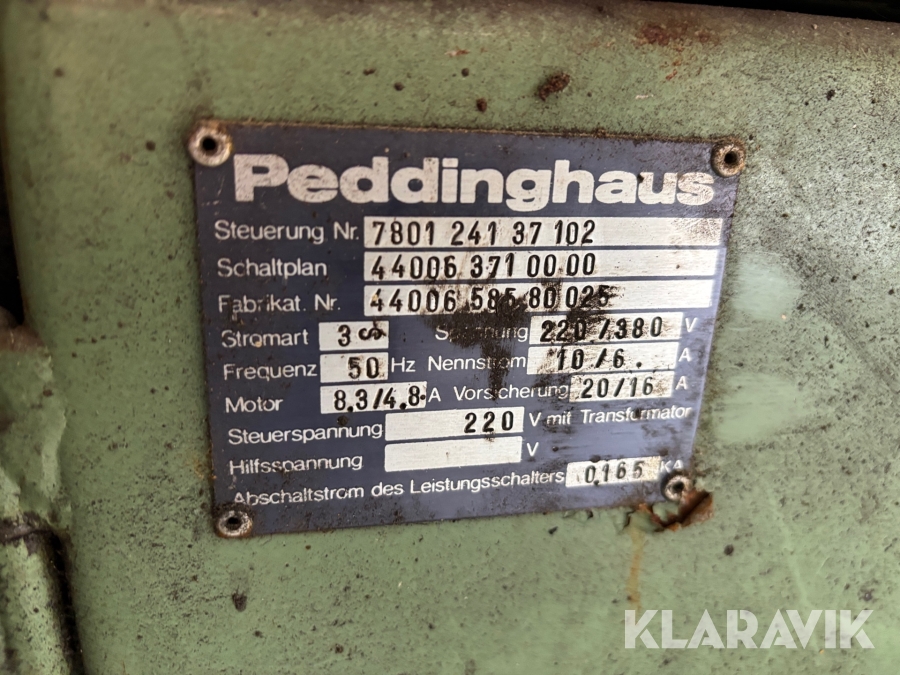 Peddinghaus
Steuerung Nr. 7801 241 37 102
Schaltplan 44006 371 00 00
Fabrikat. Nr. 44006 585 80 025
Stromart 3 Spannung 220/380 V
Frequenz 50 Hz Nennstrom 10/6. A
Motor 8,3/4,8 A Vorsicherung 20/16 A
Steuerspannung 220 V mit Transformator
Hilfsspannung V
Abschaltstrom des Leistungsschalters 0,165 KA
KLARAVIK